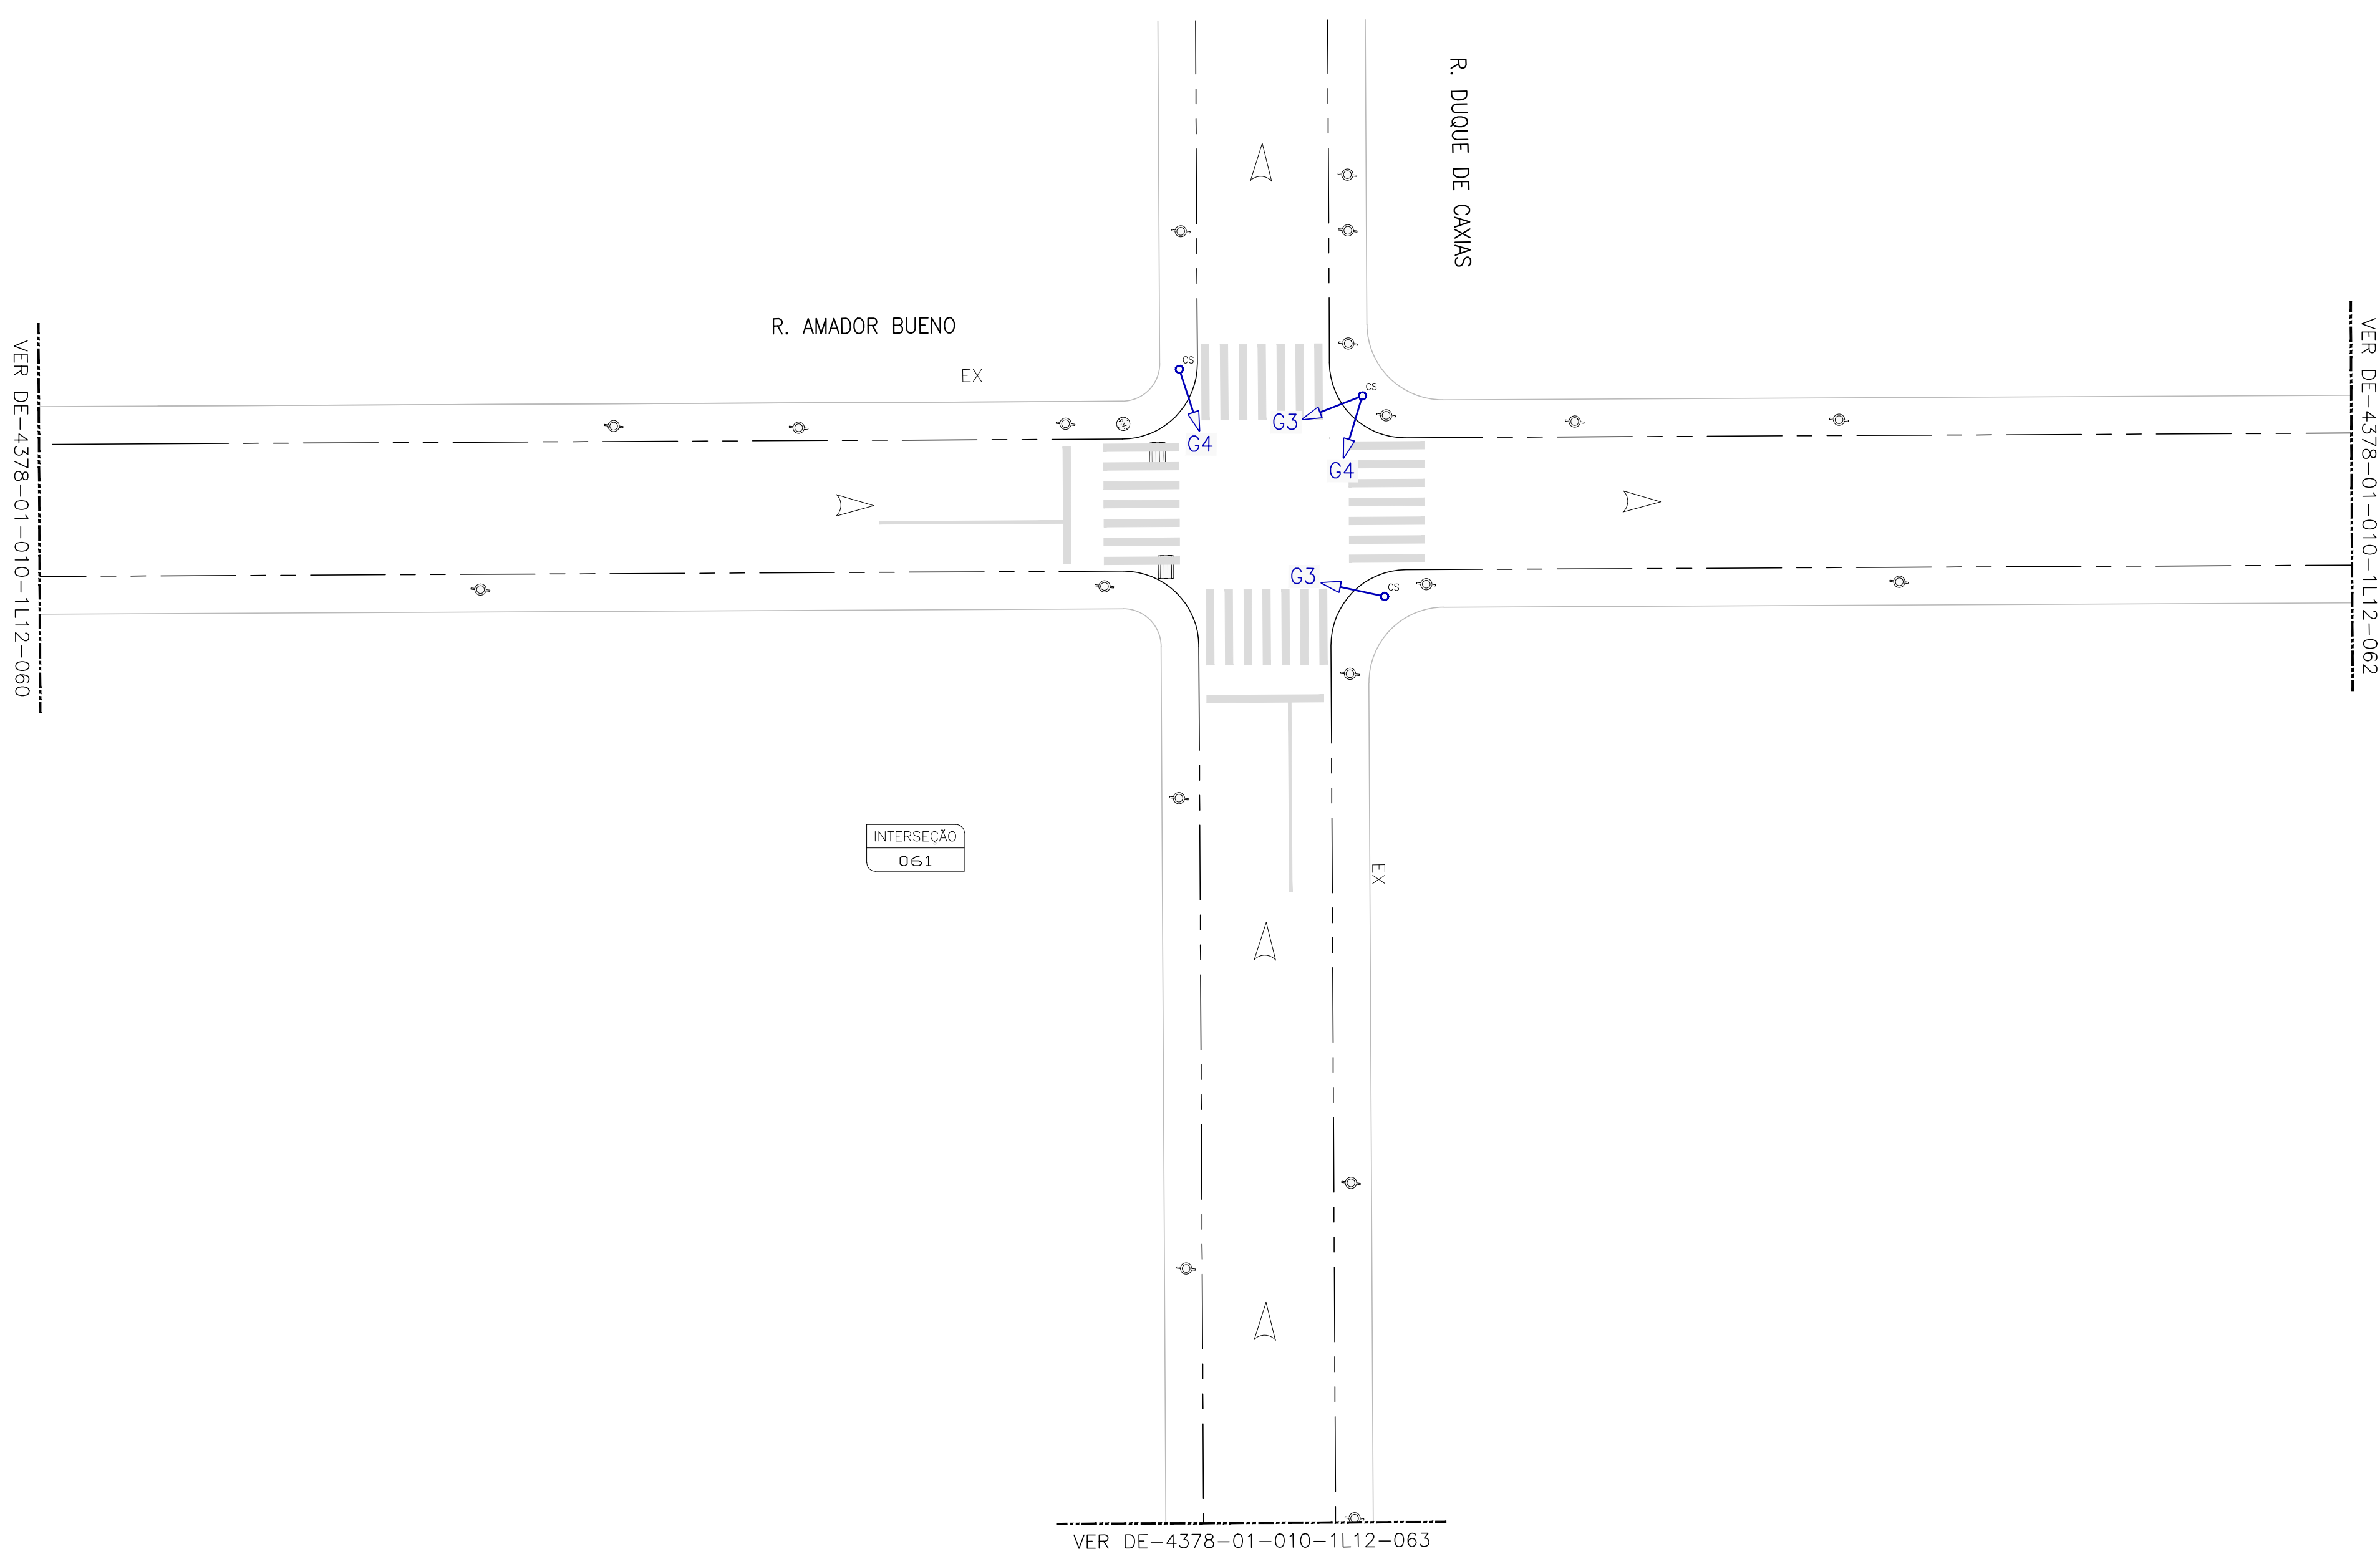 R. DUQUE DE CAXIAS
R. AMADOR BUENO
EX
CS
CS
G3
G4
G4
VER DE-4378-01-010-1L12-060
VER DE-4378-01-010-1L12-062
G3
CS
INTERSEÇÃO
061
EX
VER DE-4378-01-010-1L12-063